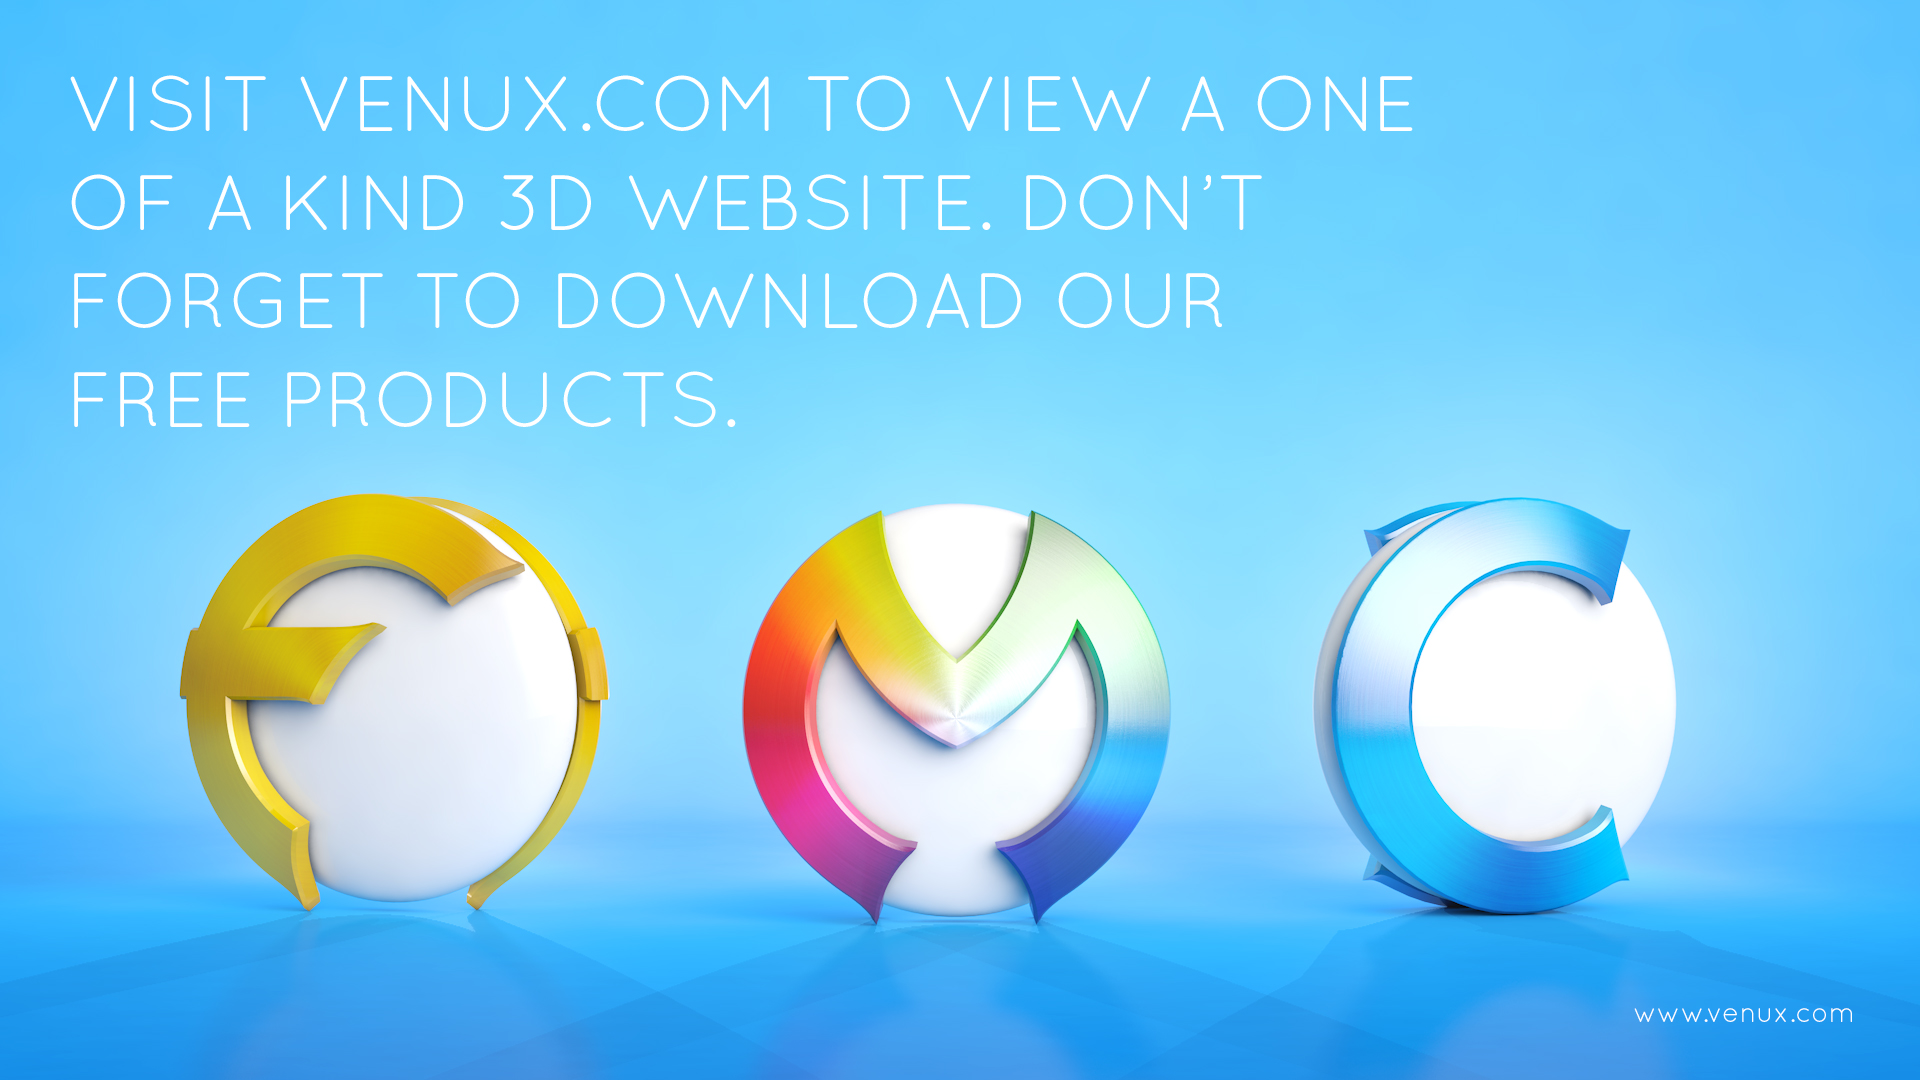 VISIT VENUX.COM TO VIEW A ONE
OF A KIND 3D WEBSITE. DON’T
FORGET TO DOWNLOAD OUR
FREE PRODUCTS.
F M C
www.venux.com